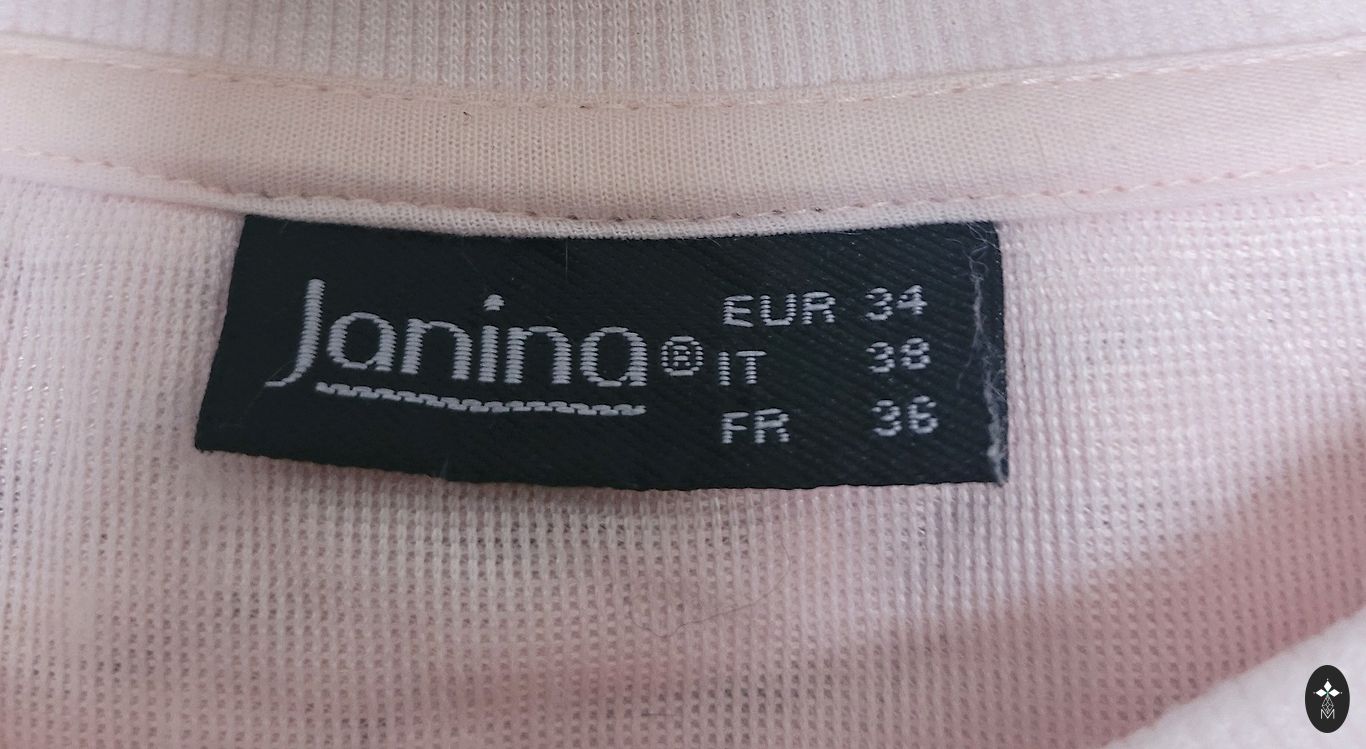 Janina®
EUR 34
IT 38
FR 36